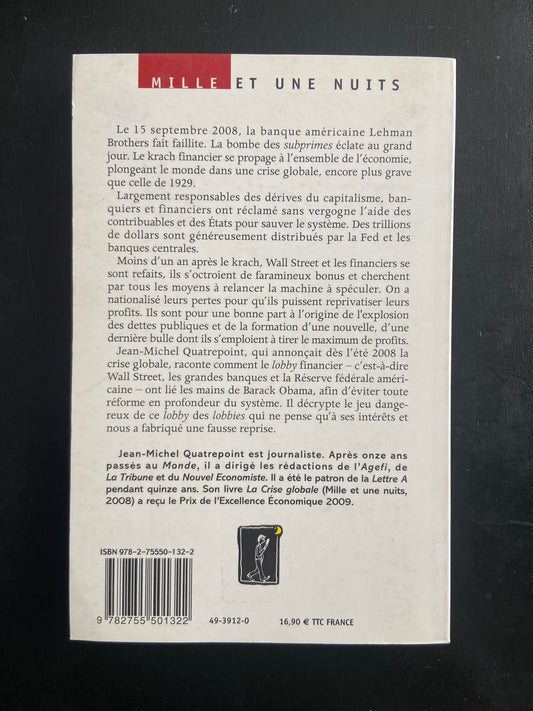 MILLE ET UNE NUITS
Le 15 septembre 2008, la banque américaine Lehman
Brothers fait faillite. La bombe des subprimes éclate au grand
jour. Le krach financier se propage à l'ensemble de l'économie,
plongeant le monde dans une crise globale, encore plus grave
que celle de 1929.
Largement responsables des dérives du capitalisme, ban-
quiers et financiers ont réclamé sans vergogne l'aide des
contribuables et des États pour sauver le système. Des trillions
de dollars sont généreusement distribués par la Fed et les
banques centrales.
Moins d'un an après le krach, Wall Street et les financiers se
sont refaits, ils s'octroient de faramineux bonus et cherchent
par tous les moyens à relancer la machine à spéculer. On a
nationalisé leurs pertes pour qu'ils puissent reprivatiser leurs
profits. Ils sont pour une bonne part à l'origine de l'explosion
des dettes publiques et de la formation d'une nouvelle, d'une
dernière bulle dont ils s'emploient à tirer le maximum de profits.
Jean-Michel Quatrepoint, qui annonçait dès l'été 2008 la
crise globale, raconte comment le lobby financier – c'est-à-dire
Wall Street, les grandes banques et la Réserve fédérale améri-
caine – ont lié les mains de Barack Obama, afin d'éviter toute
réforme en profondeur du système. Il décrypte le jeu dange-
reux de ce lobby des lobbies qui ne pense qu'à ses intérêts et
nous a fabriqué une fausse reprise.
Jean-Michel Quatrepoint est journaliste. Après onze ans
passés au Monde, il a dirigé les rédactions de l'Agefi, de
La Tribune et du Nouvel Economiste. Il a été le patron de la Lettre A
pendant quinze ans. Son livre La Crise globale (Mille et une nuits,
2008) a reçu le Prix de l'Excellence Économique 2009.
ISBN 978-2-75550-132-2
9 782755 501322
49-3912-0
16,90 € TTC FRANCE